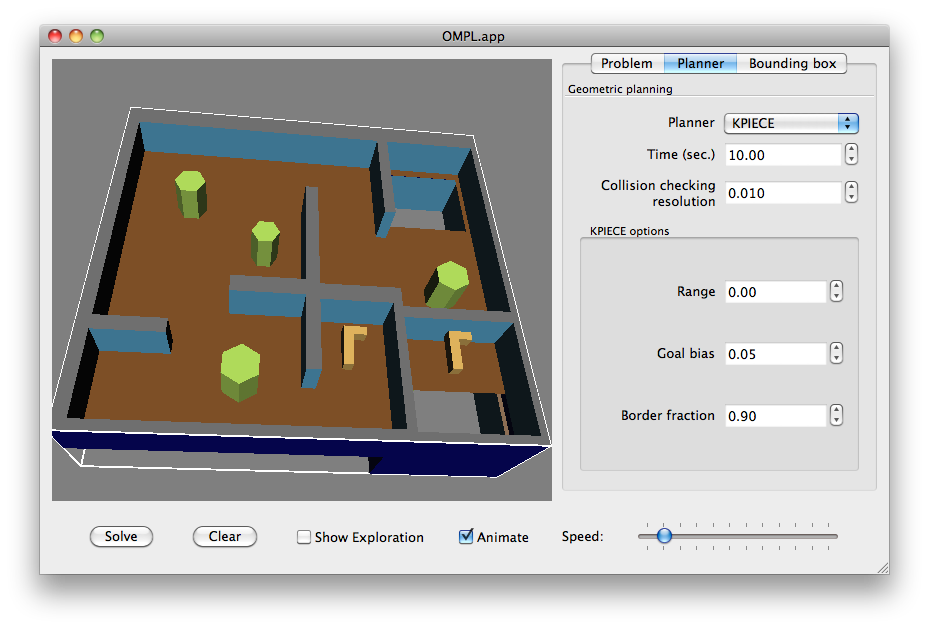 OMPL.app
Problem
Planner
Bounding box
Geometric planning
Planner
KPIECE
Time (sec.)
10.00
Collision checking
resolution
0.010
KPIECE options
Range
0.00
Goal bias
0.05
Border fraction
0.90
Solve
Clear
Show Exploration
Animate
Speed: